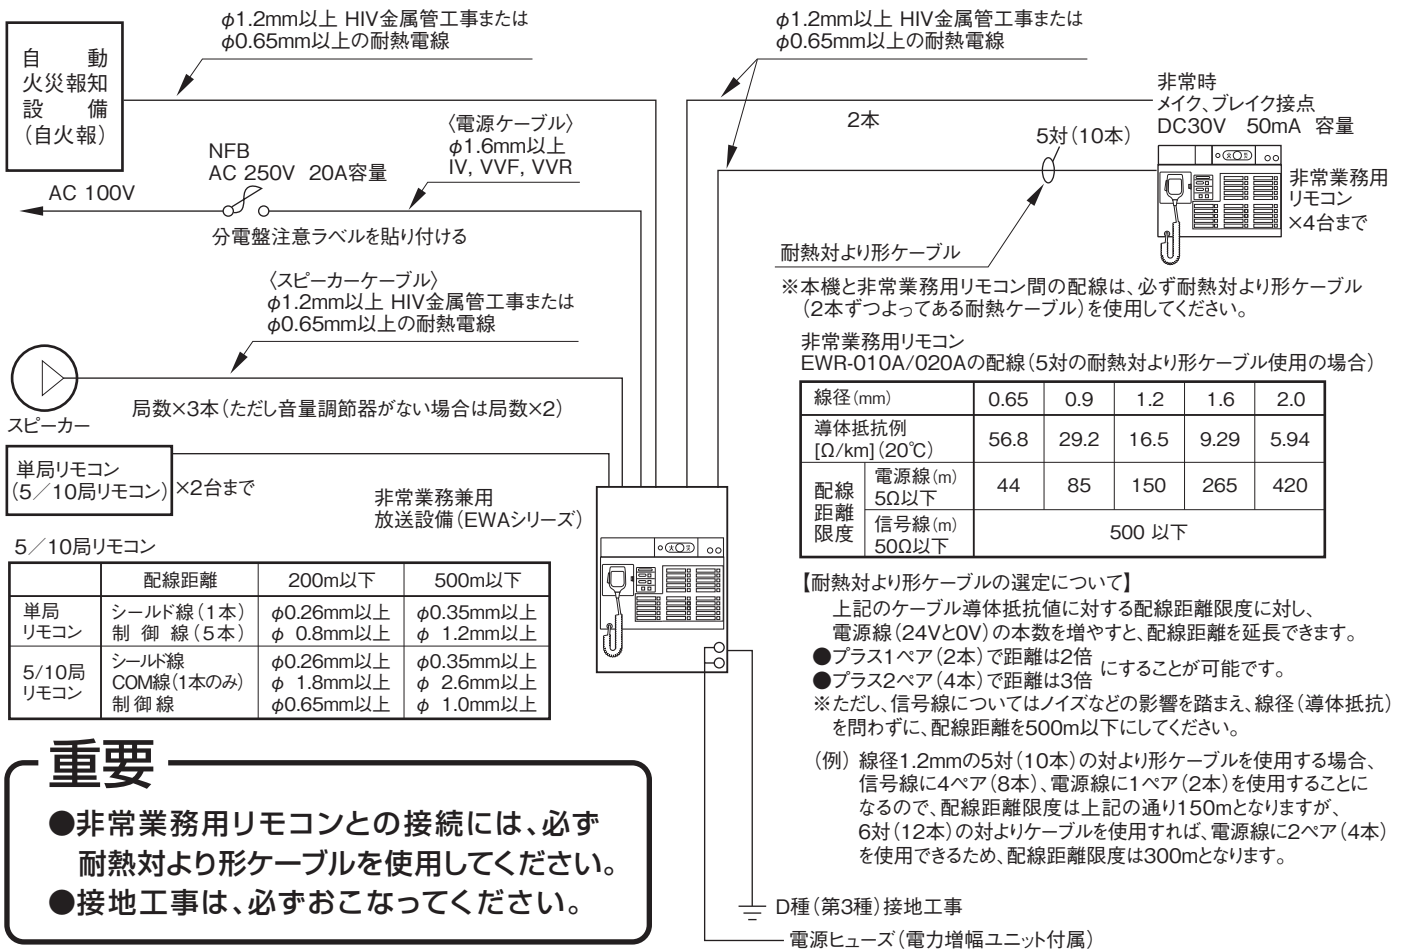 φ1.2mm以上 HIV金属管工事または
φ0.65mm以上の耐熱電線
自 動
火災報知
設 備
(自火報)
〈電源ケーブル〉
φ1.6mm以上
IV, VVF, VVR
NFB
AC 250V 20A容量
AC 100V
分電盤注意ラベルを貼り付ける
〈スピーカーケーブル〉
φ1.2mm以上 HIV金属管工事または
φ0.65mm以上の耐熱電線
局数×3本(ただし音量調節器がない場合は局数×2)
スピーカー
単局リモコン
(5/10局リモコン)
×2台まで
非常業務兼用
放送設備(EWAシリーズ)
5/10局リモコン
配線距離 200m以下 500m以下
単局
リモコン
シールド線(1本) φ0.26mm以上 φ0.35mm以上
制御線(5本) φ 0.8mm以上 φ 1.2mm以上
5/10局
リモコン
シールド線 φ0.26mm以上 φ0.35mm以上
COM線(1本のみ) φ 1.8mm以上 φ 2.6mm以上
制御線 φ0.65mm以上 φ 1.0mm以上
重要
●非常業務用リモコンとの接続には、必ず
耐熱対より形ケーブルを使用してください。
●接地工事は、必ずおこなってください。
φ1.2mm以上 HIV金属管工事または
φ0.65mm以上の耐熱電線
2本
非常時
メイク、ブレイク接点
DC30V 50mA 容量
5対(10本)
非常業務用
リモコン
×4台まで
耐熱対より形ケーブル
※本機と非常業務用リモコン間の配線は、必ず耐熱対より形ケーブル
(2本ずつよってある耐熱ケーブル)を使用してください。
非常業務用リモコン
EWR-010A/020Aの配線(5対の耐熱対より形ケーブル使用の場合)
線径(mm) 0.65 0.9 1.2 1.6 2.0
導体抵抗例
[Ω/km](20℃) 56.8 29.2 16.5 9.29 5.94
配線
距離
限度
電源線(m)
5Ω以下 44 85 150 265 420
信号線(m)
50Ω以下 500 以下
【耐熱対より形ケーブルの選定について】
上記のケーブル導体抵抗値に対する配線距離限度に対し、
電源線(24Vと0V)の本数を増やすと、配線距離を延長できます。
●プラス1ペア(2本)で距離は2倍
●プラス2ペア(4本)で距離は3倍
にすることが可能です。
※ただし、信号線についてはノイズなどの影響を踏まえ、線径(導体抵抗)
を問わずに、配線距離を500m以下にしてください。
(例) 線径1.2mmの5対(10本)の対より形ケーブルを使用する場合、
信号線に4ペア(8本)、電源線に1ペア(2本)を使用することに
なるので、配線距離限度は上記の通り150mとなりますが、
6対(12本)の対よりケーブルを使用すれば、電源線に2ペア(4本)
を使用できるため、配線距離限度は300mとなります。
D種(第3種)接地工事
電源ヒューズ(電力増幅ユニット付属)